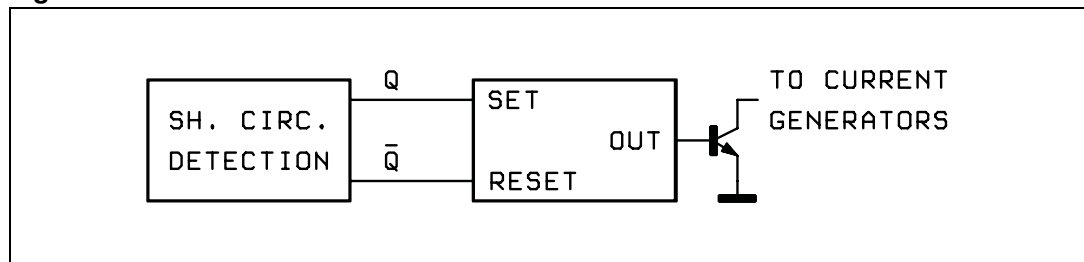 Q
SET
TO CURRENT
GENERATORS
SH. CIRC.
DETECTION
OUT
Q̅
RESET